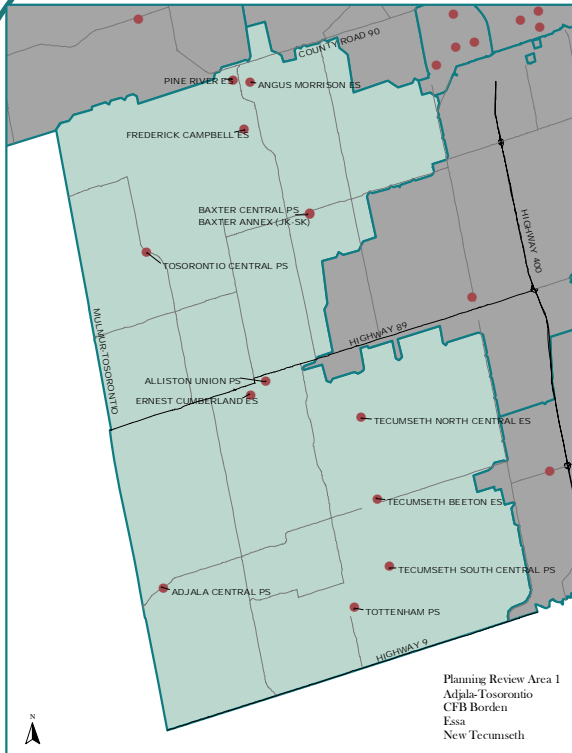 COUNTY ROAD 90
PINE RIVER ES
ANGUS MORRISON ES
FREDERICK CAMPBELL ES
BAXTER CENTRAL PS
BAXTER ANNEX (JK-SK)
HIGHWAY 400
TOSORONTIO CENTRAL PS
MULMUR-TOSORONTIO
HIGHWAY 89
ALLISTON UNION PS
ERNEST CUMBERLAND ES
TECUMSETH NORTH CENTRAL ES
TECUMSETH BEETON ES
TECUMSETH SOUTH CENTRAL PS
ADJALA CENTRAL PS
TOTTENHAM PS
HIGHWAY 9
Planning Review Area 1
Adjala-Tosorontio
CFB Borden
Essa
New Tecumseth
N